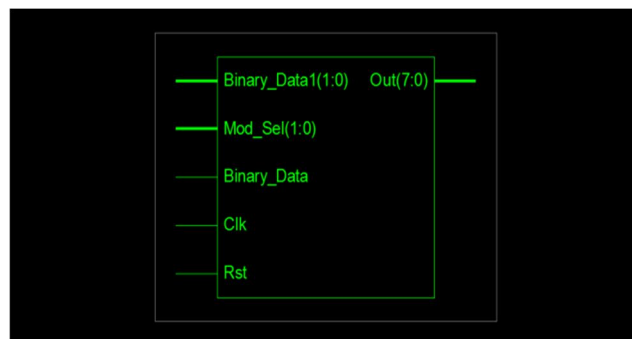 Binary_Data1(1:0) Out(7:0)
Mod_Sel(1:0)
Binary_Data
Clk
Rst